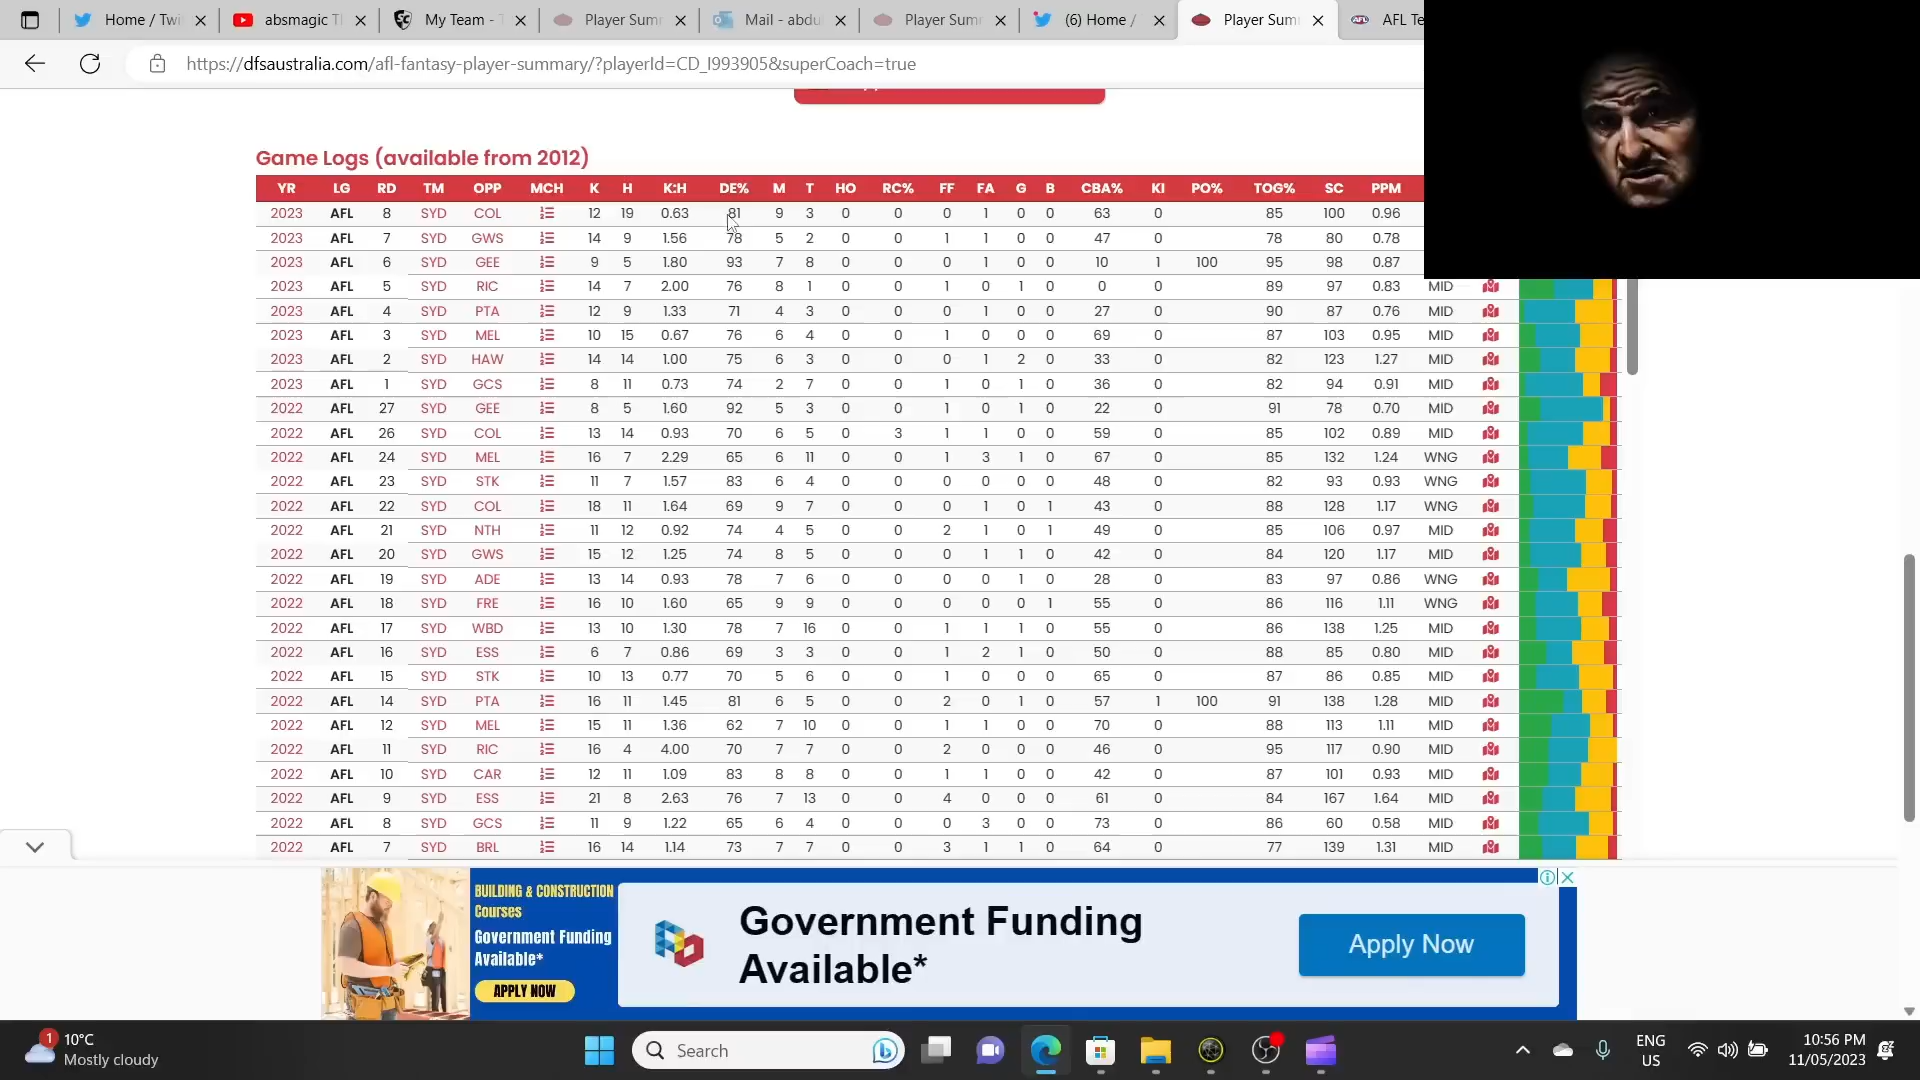 Home / Twi
absmagic T
My Team -
Player Sum
Mail - abdu
Player Sum
(6) Home /
Player Sum
AFL Te
https://dfsaustralia.com/afl-fantasy-player-summary/?playerId=CD_I993905&superCoach=true
Game Logs (available from 2012)
YR LG RD TM OPP MCH K H K:H DE% M T HO RC% FF FA G B CBA% KI PO% TOG% SC PPM
2023 AFL 8 SYD COL 12 19 0.63 81 9 3 0 0 0 1 0 0 63 0 85 100 0.96
2023 AFL 7 SYD GWS 14 9 1.56 78 5 2 0 0 1 1 0 0 47 0 78 80 0.78
2023 AFL 6 SYD GEE 9 5 1.80 93 7 8 0 0 0 1 0 0 10 1 100 95 98 0.87
2023 AFL 5 SYD RIC 14 7 2.00 76 8 1 0 0 1 0 1 0 0 0 89 97 0.83 MID
2023 AFL 4 SYD PTA 12 9 1.33 71 4 3 0 0 0 1 0 0 27 0 90 87 0.76 MID
2023 AFL 3 SYD MEL 10 15 0.67 76 6 4 0 0 1 0 0 0 69 0 87 103 0.95 MID
2023 AFL 2 SYD HAW 14 14 1.00 75 6 3 0 0 0 1 2 0 33 0 82 123 1.27 MID
2023 AFL 1 SYD GCS 8 11 0.73 74 2 7 0 0 1 0 1 0 36 0 82 94 0.91 MID
2022 AFL 27 SYD GEE 8 5 1.60 92 5 3 0 0 1 0 1 0 22 0 91 78 0.70 MID
2022 AFL 26 SYD COL 13 14 0.93 70 6 5 0 3 1 1 0 0 59 0 85 102 0.89 MID
2022 AFL 24 SYD MEL 16 7 2.29 65 6 11 0 0 1 3 1 0 67 0 85 132 1.24 WNG
2022 AFL 23 SYD STK 11 7 1.57 83 6 4 0 0 0 0 0 0 48 0 82 93 0.93 WNG
2022 AFL 22 SYD COL 18 11 1.64 69 9 7 0 0 0 1 0 1 43 0 88 128 1.17 WNG
2022 AFL 21 SYD NTH 11 12 0.92 74 4 5 0 0 2 1 0 1 49 0 85 106 0.97 MID
2022 AFL 20 SYD GWS 15 12 1.25 74 8 5 0 0 0 1 1 0 42 0 84 120 1.17 MID
2022 AFL 19 SYD ADE 13 14 0.93 78 7 6 0 0 0 0 1 0 28 0 83 97 0.86 WNG
2022 AFL 18 SYD FRE 16 10 1.60 65 9 9 0 0 0 0 0 1 55 0 86 116 1.11 WNG
2022 AFL 17 SYD WBD 13 10 1.30 78 7 16 0 0 1 1 1 0 55 0 86 138 1.25 MID
2022 AFL 16 SYD ESS 6 7 0.86 69 3 3 0 0 1 2 1 0 50 0 88 85 0.80 MID
2022 AFL 15 SYD STK 10 13 0.77 70 5 6 0 0 1 0 0 0 65 0 87 86 0.85 MID
2022 AFL 14 SYD PTA 16 11 1.45 81 6 5 0 0 2 0 1 0 57 1 100 91 138 1.28 MID
2022 AFL 12 SYD MEL 15 11 1.36 62 7 10 0 0 1 1 0 0 70 0 88 113 1.11 MID
2022 AFL 11 SYD RIC 16 4 4.00 70 7 7 0 0 2 0 0 0 46 0 95 117 0.90 MID
2022 AFL 10 SYD CAR 12 11 1.09 83 8 8 0 0 1 1 0 0 42 0 87 101 0.93 MID
2022 AFL 9 SYD ESS 21 8 2.63 76 7 13 0 0 4 0 0 0 61 0 84 167 1.64 MID
2022 AFL 8 SYD GCS 11 9 1.22 65 6 4 0 0 0 3 0 0 73 0 86 60 0.58 MID
2022 AFL 7 SYD BRL 16 14 1.14 73 7 7 0 0 3 1 1 0 64 0 77 139 1.31 MID
BUILDING & CONSTRUCTION
Courses
Government Funding
Available*
APPLY NOW
Government Funding
Available*
Apply Now
1
10°C
Mostly cloudy
Search
ENG
US
10:56 PM
11/05/2023